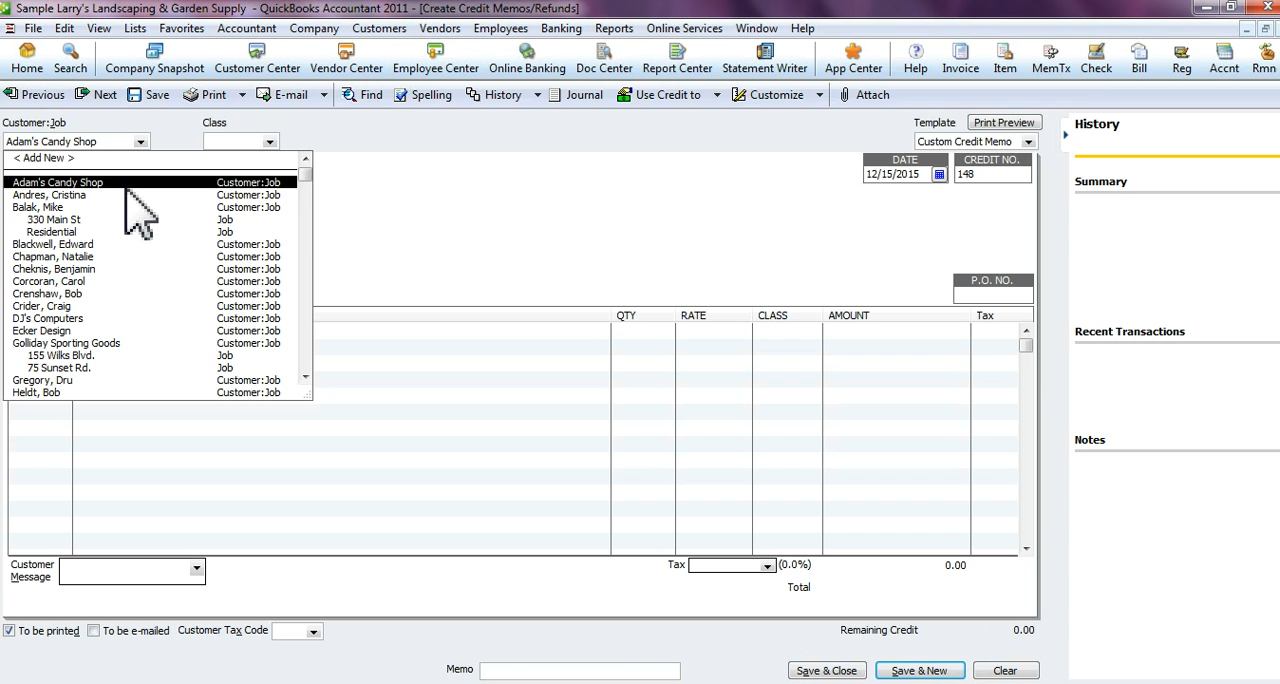 Sample Larry's Landscaping & Garden Supply - QuickBooks Accountant 2011 - [Create Credit Memos/Refunds]
File Edit View Lists Favorites Accountant Company Customers Vendors Employees Banking Reports Online Services Window Help
Home Search Company Snapshot Customer Center Vendor Center Employee Center Online Banking Doc Center Report Center Statement Writer App Center Help Invoice Item MemTx Check Bill Reg Accnt Rmn
Previous Next Save Print E-mail Find Spelling History Journal Use Credit to Customize Attach
Customer:Job Class Template Print Preview
Adam's Candy Shop Custom Credit Memo
< Add New >
DATE CREDIT NO.
12/15/2015 148
Adam's Candy Shop Customer:Job
Andres, Cristina Customer:Job
Balak, Mike Customer:Job
330 Main St Job
Residential Job
Blackwell, Edward Customer:Job
Chapman, Natalie Customer:Job
Cheknis, Benjamin Customer:Job
Corcoran, Carol Customer:Job
Crenshaw, Bob Customer:Job
Crider, Craig Customer:Job
DJ's Computers Customer:Job
Ecker Design Customer:Job
Golliday Sporting Goods Customer:Job
155 Wilks Blvd. Job
75 Sunset Rd. Job
Gregory, Dru Customer:Job
Heldt, Bob Customer:Job
P.O. NO.
QTY RATE CLASS AMOUNT Tax
Customer Message
Tax (0.0%) 0.00
Total
To be printed To be e-mailed Customer Tax Code
Remaining Credit 0.00
Memo
Save & Close Save & New Clear
History
Summary
Recent Transactions
Notes